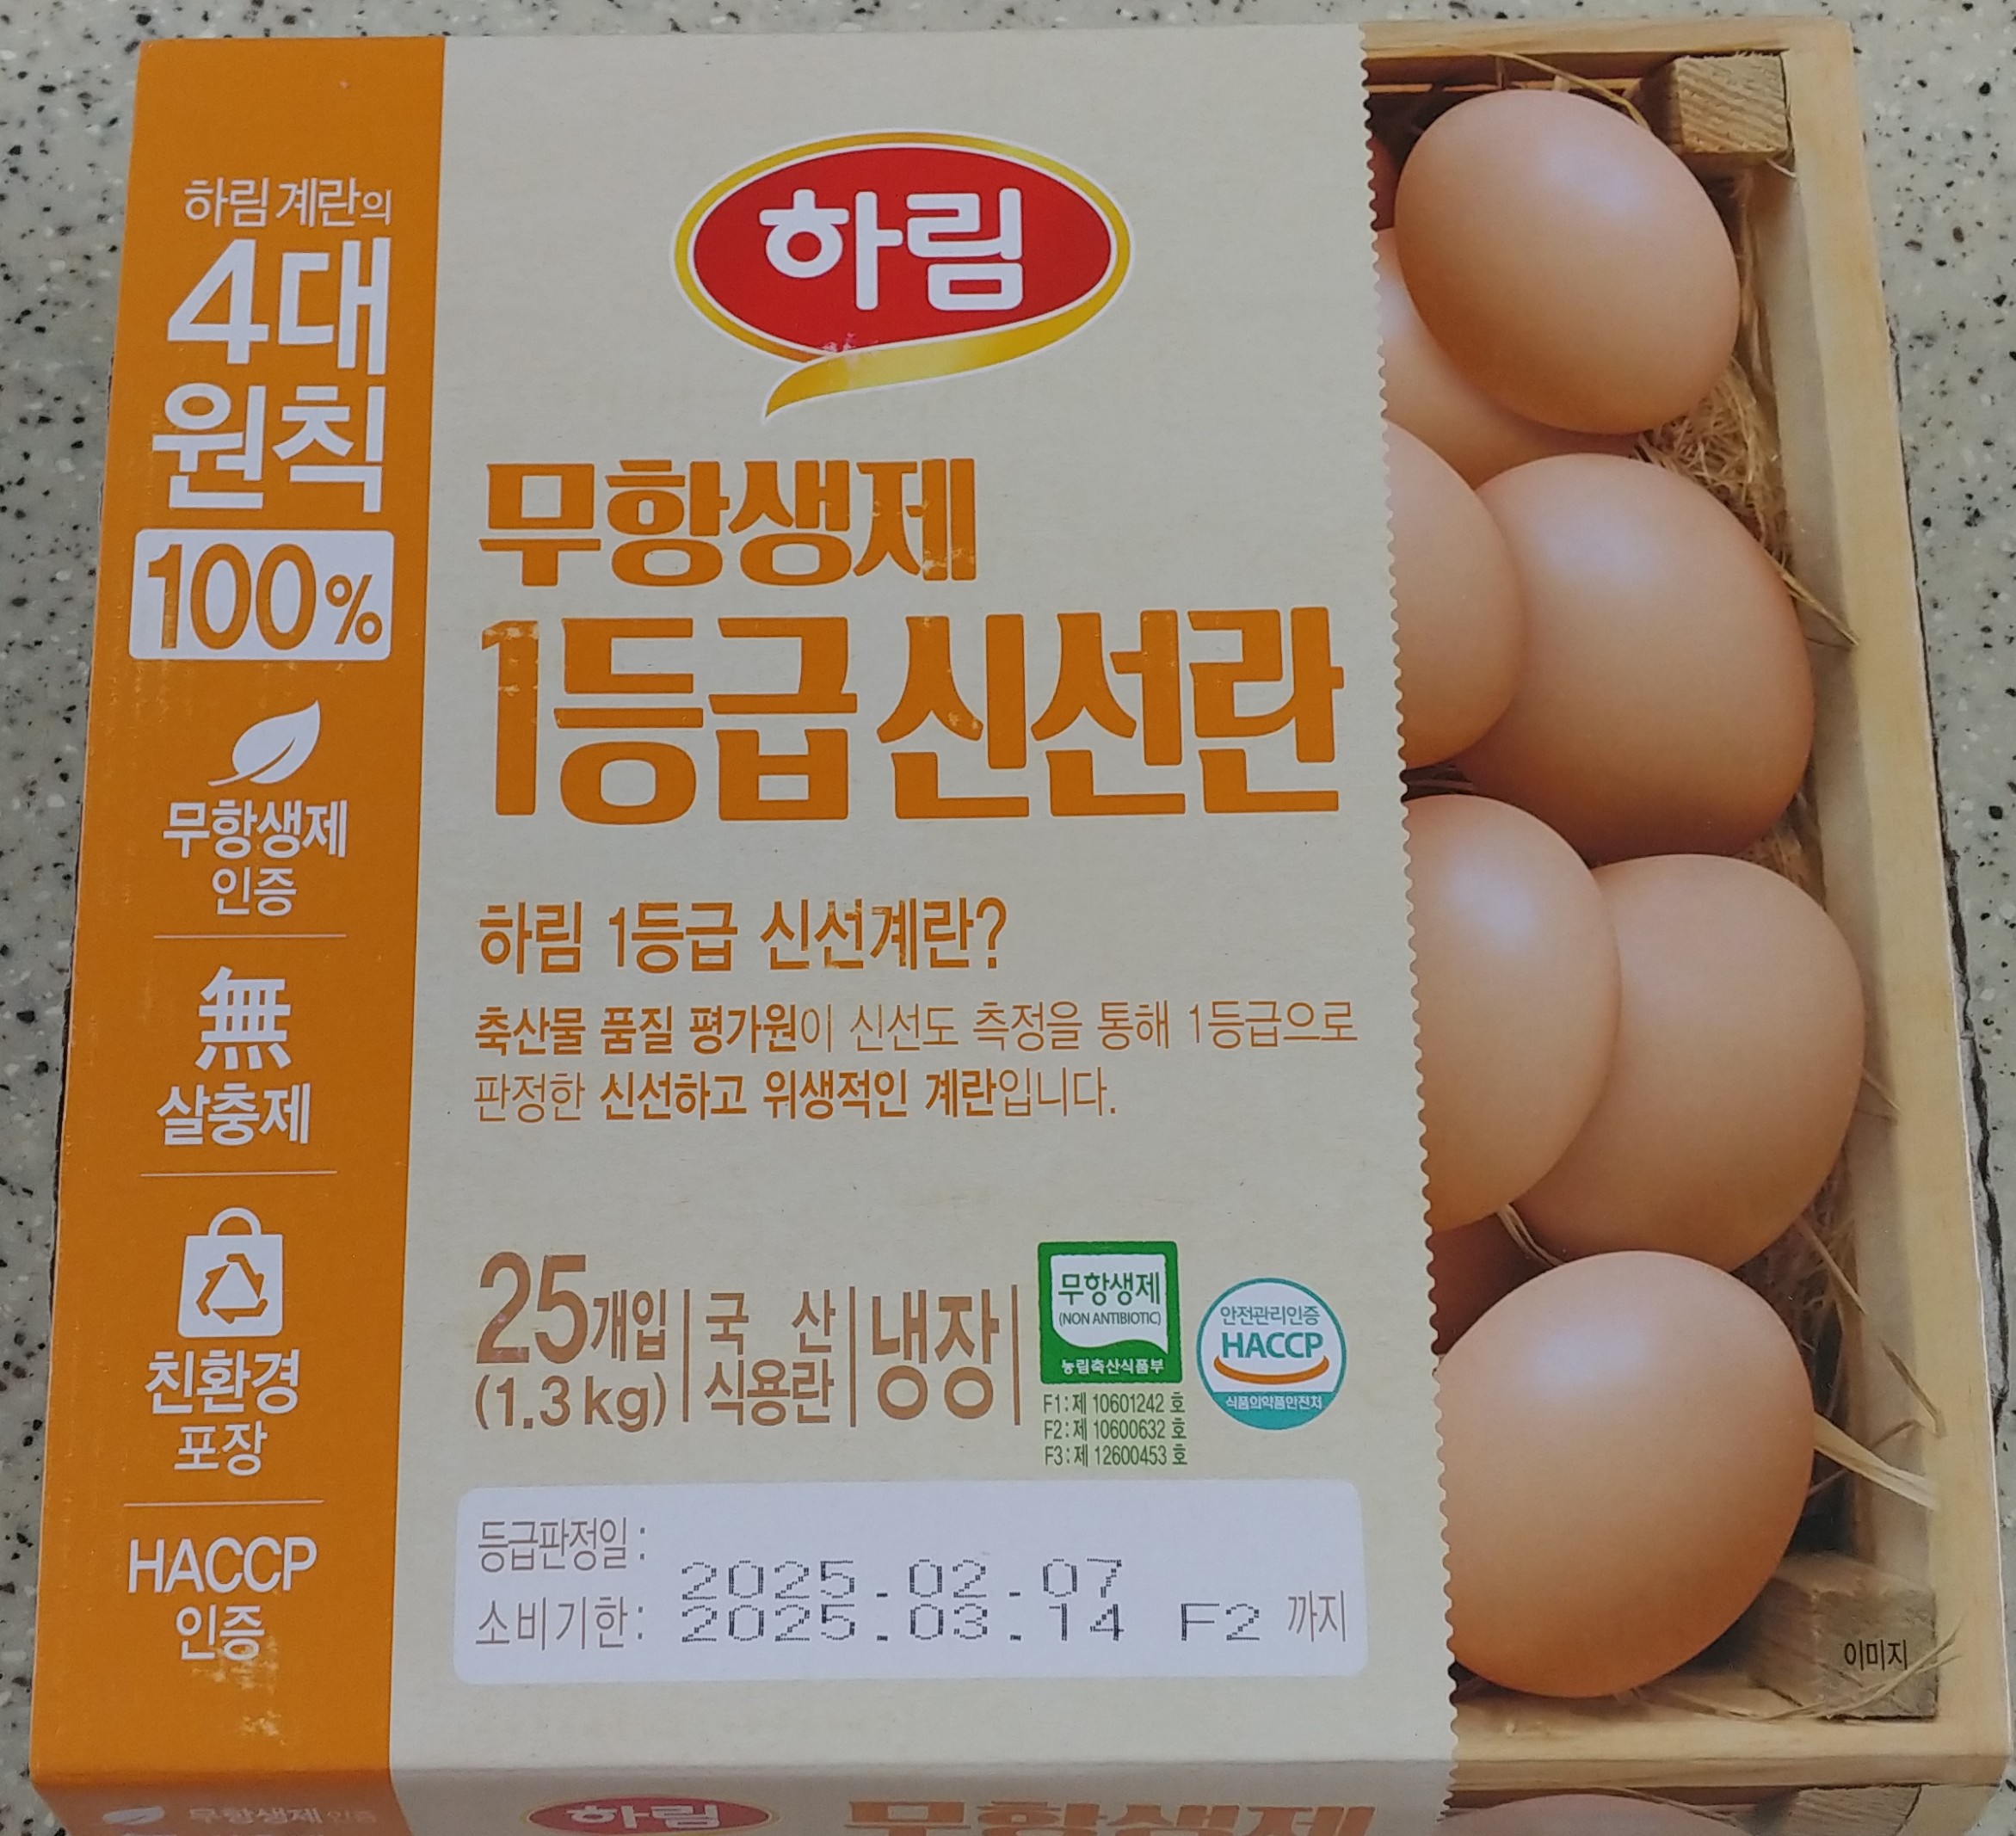 하림계란의
4대
원칙
100%
무항생제
인증
無
살충제
친환경
포장
HACCP
인증
하림
무항생제
1등급 신선란
하림 1등급 신선계란?
축산물 품질 평가원이 신선도 측정을 통해 1등급으로
판정한 신선하고 위생적인 계란입니다.
25개입
(1.3kg)
국 산
식용란
냉장
무항생제
(NON ANTIBIOTIC)
농림축산식품부
F1:제 10601242 호
F2:제 10600632 호
F3:제 12600453 호
안전관리인증
HACCP
식품의약품안전처
등급판정일 : 2025.02.07
소비기한: 2025.03.14 F2 까지
이미지
무항생제 인증
하림
무항생제